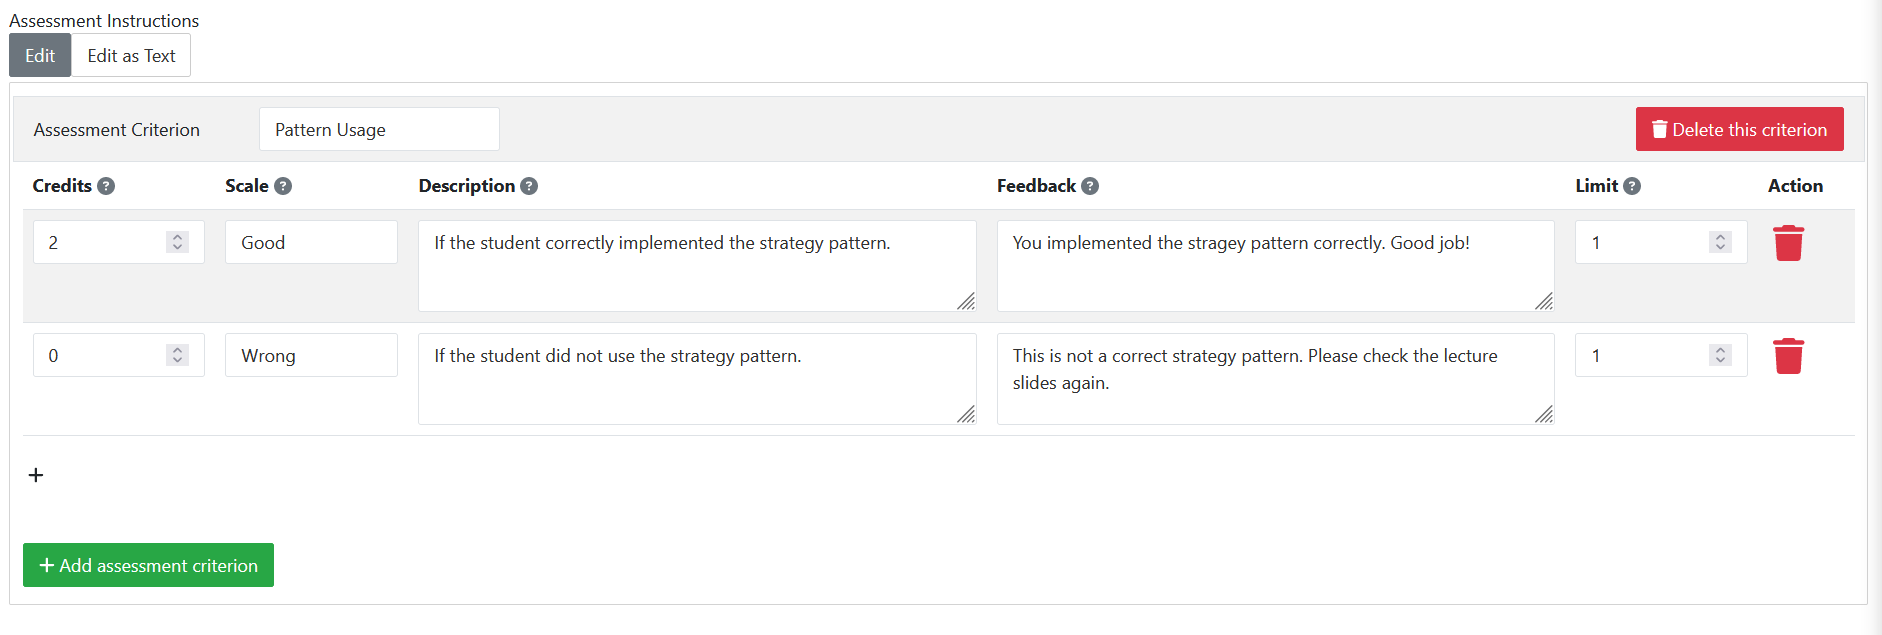 Assessment Instructions
Edit Edit as Text
Assessment Criterion Pattern Usage Delete this criterion
Credits ? Scale ? Description ? Feedback ? Limit ? Action
2 Good If the student correctly implemented the strategy pattern. You implemented the stragey pattern correctly. Good job! 1
0 Wrong If the student did not use the strategy pattern. This is not a correct strategy pattern. Please check the lecture
slides again. 1
+
+ Add assessment criterion